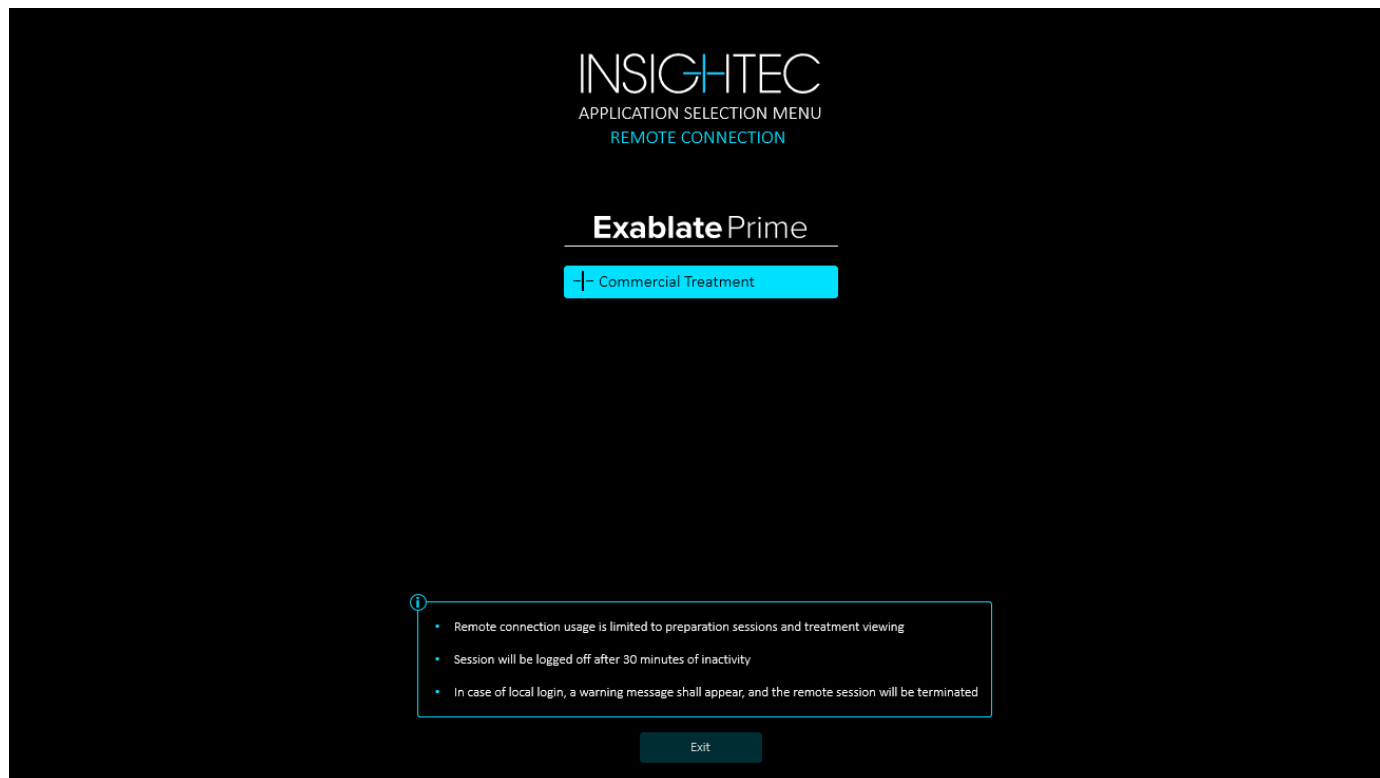 INSIGHTEC
APPLICATION SELECTION MENU
REMOTE CONNECTION
Exablate Prime
Commercial Treatment
i
• Remote connection usage is limited to preparation sessions and treatment viewing
• Session will be logged off after 30 minutes of inactivity
• In case of local login, a warning message shall appear, and the remote session will be terminated
Exit